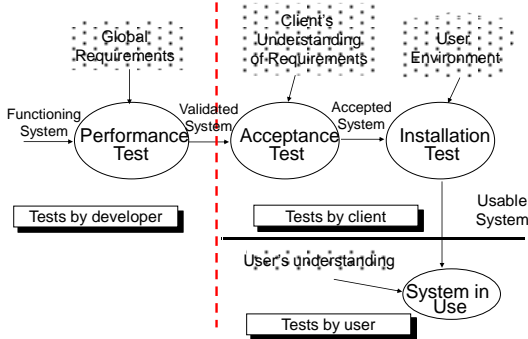 Global
Requirements
Client's
Understanding
of Requirements
User
Environment
Functioning
System
Performance
Test
Validated
System
Acceptance
Test
Accepted
System
Installation
Test
Tests by developer
Tests by client
Usable
System
User's understanding
System in
Use
Tests by user